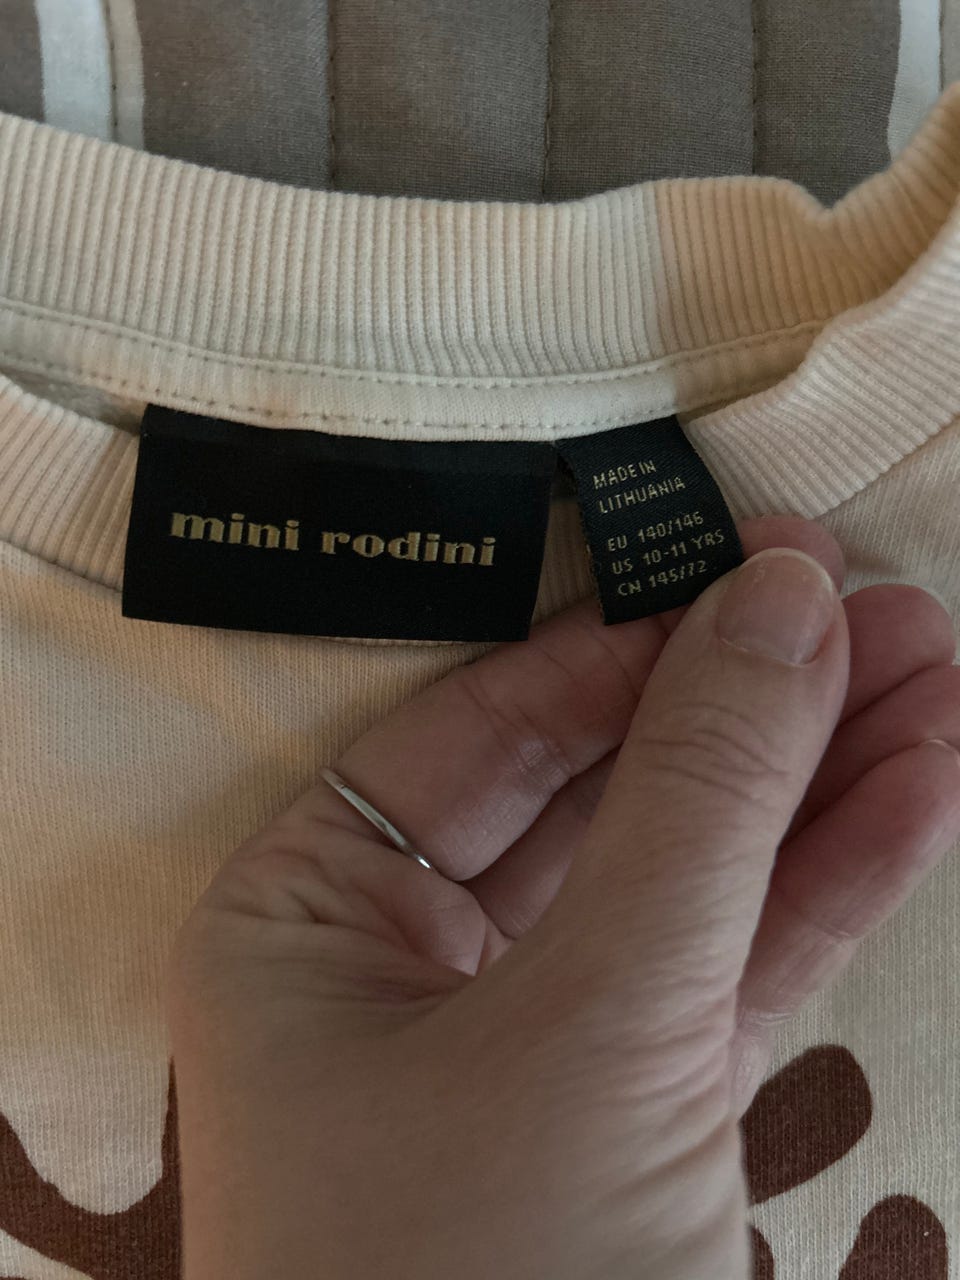 mini rodini
MADE IN
LITHUANIA
EU 140/146
US 10-11 YRS
CN 145/72